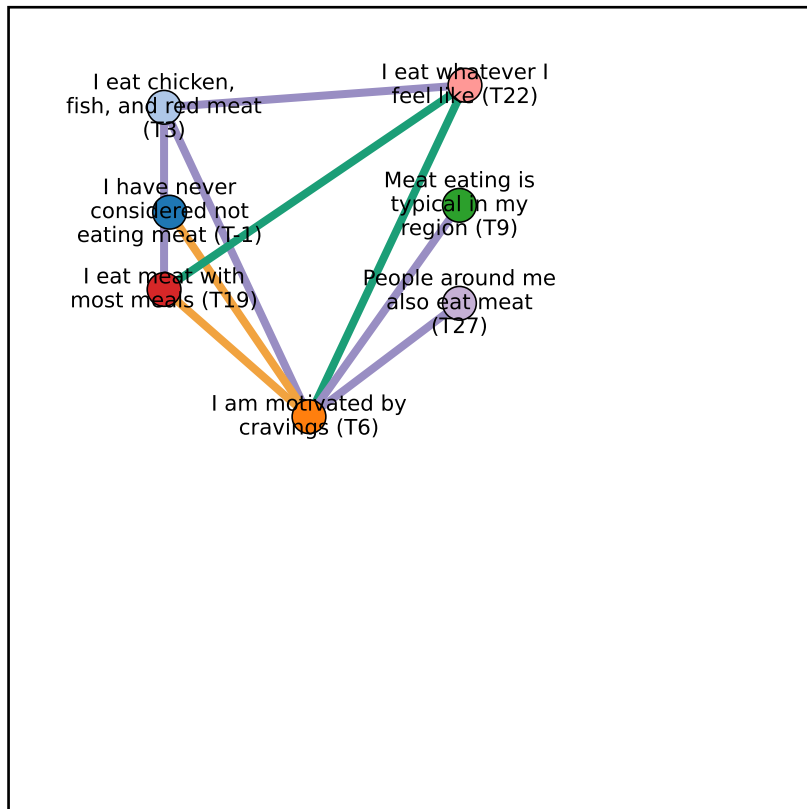 I eat chicken,
fish, and red meat
(T3)
I eat whatever I
feel like (T22)
I have never
considered not
eating meat (T-1)
Meat eating is
typical in my
region (T9)
I eat meat with
most meals (T19)
People around me
also eat meat
(T27)
I am motivated by
cravings (T6)